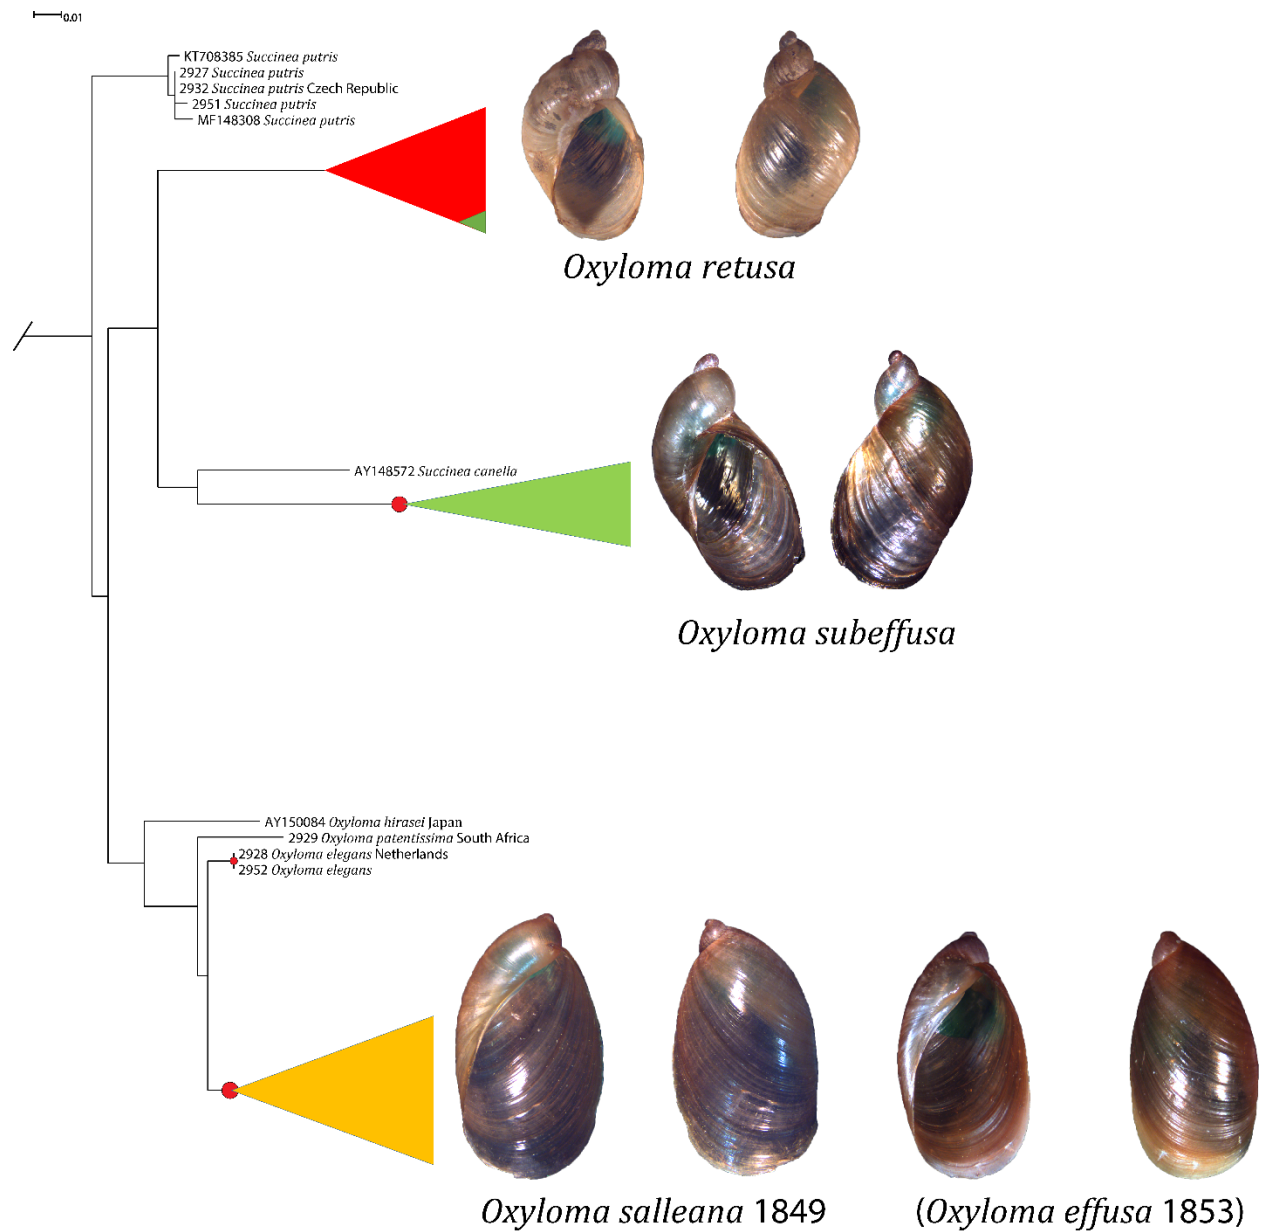 0.01
KT708385 Succinea putris
2927 Succinea putris
2932 Succinea putris Czech Republic
2951 Succinea putris
MF148308 Succinea putris
Oxyloma retusa
AY148572 Succinea canella
Oxyloma subeffusa
AY150084 Oxyloma hirasei Japan
2929 Oxyloma patentissima South Africa
2928 Oxyloma elegans Netherlands
2952 Oxyloma elegans
Oxyloma salleana 1849
(Oxyloma effusa 1853)